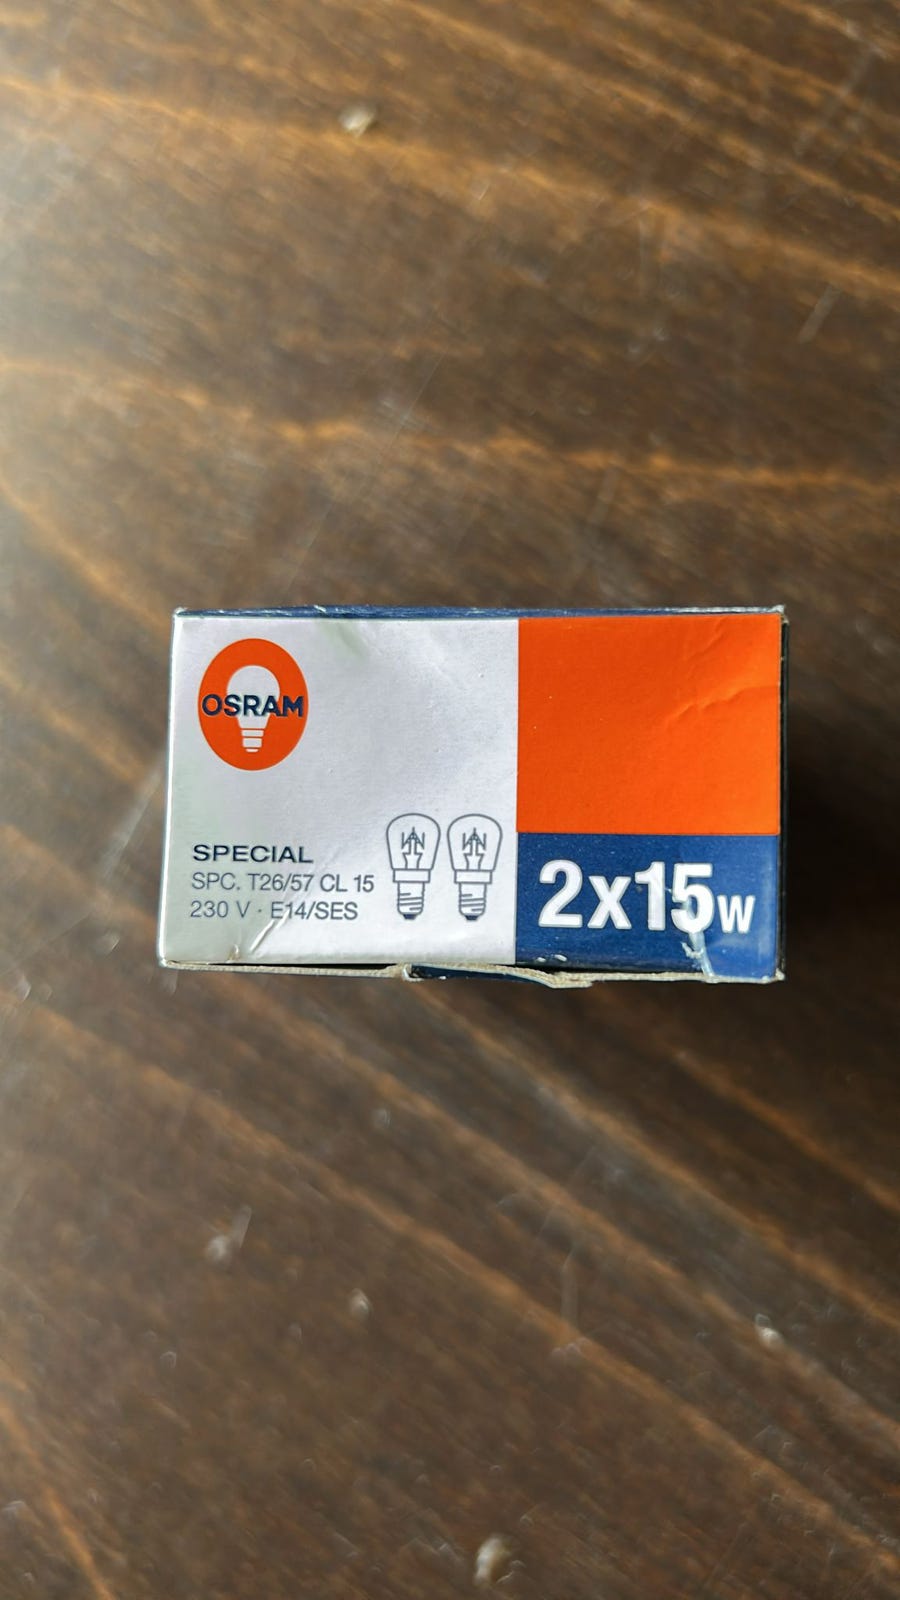 OSRAM
SPECIAL
SPC. T26/57 CL 15
230 V · E14/SES
2x15W